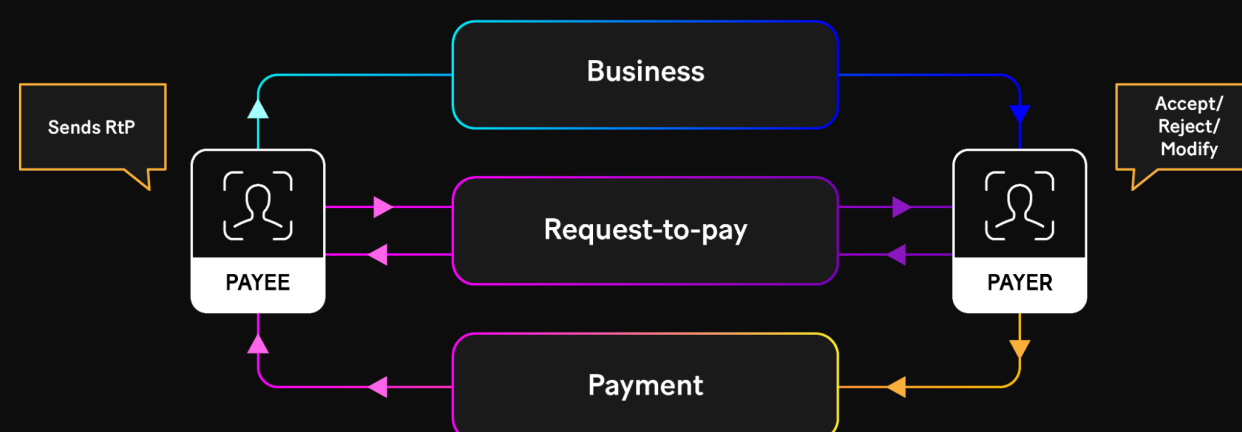 Business
Sends RtP
Accept/
Reject/
Modify
Request-to-pay
PAYEE
PAYER
Payment